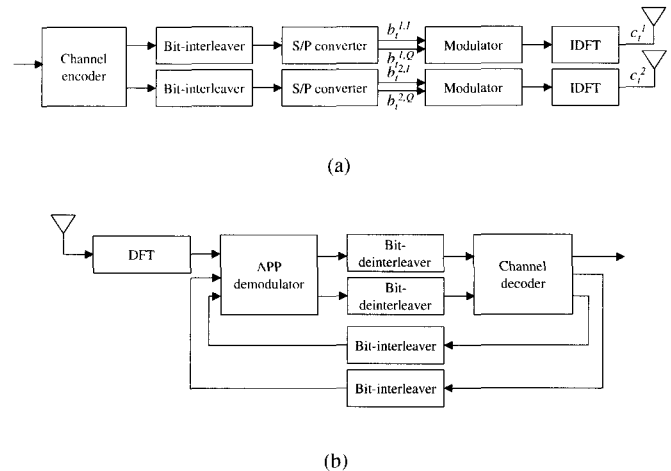 Channel
encoder
Bit-interleaver
S/P converter
b_t^{1,I}
b_t^{1,Q}
Modulator
IDFT
c_t^1
Bit-interleaver
S/P converter
b_t^{2,I}
b_t^{2,Q}
Modulator
IDFT
c_t^2
(a)
DFT
APP
demodulator
Bit-
deinterleaver
Bit-
deinterleaver
Channel
decoder
Bit-interleaver
Bit-interleaver
(b)